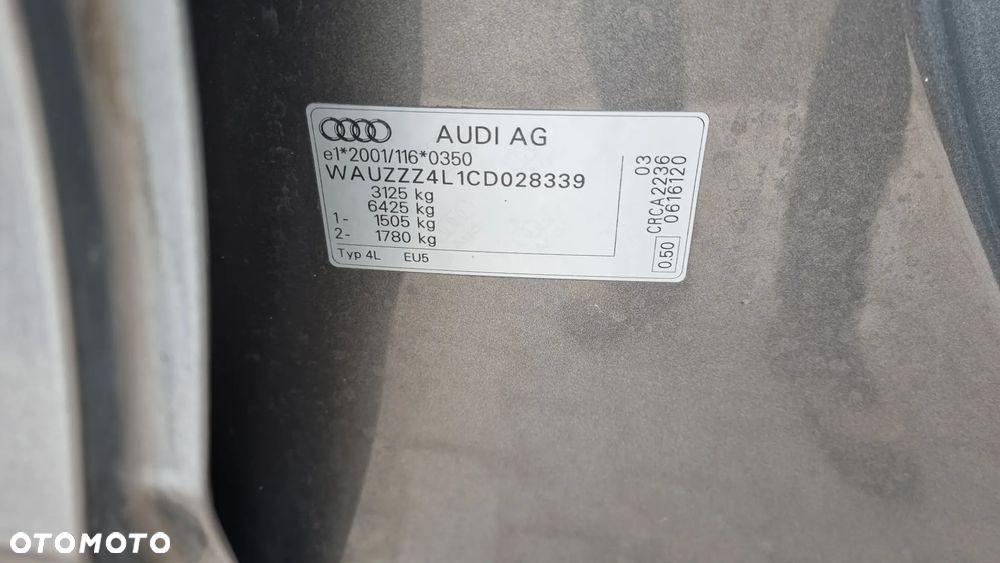 AUDI AG
e1*2001/116*0350
WAUZZZ4L1CD028339
3125 kg
6425 kg
1- 1505 kg
2- 1780 kg
Typ 4L EU5
03
CRCA2236
0616120
0.50
OTOMOTO